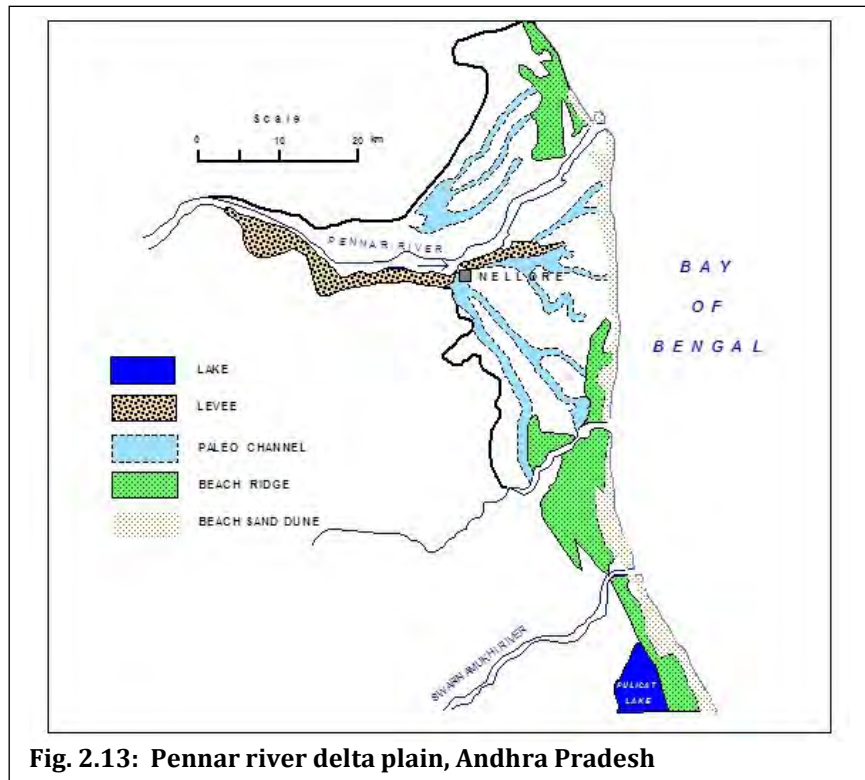 Scale
0 10 20 km
PENNAR RIVER
NELLORE
BAY
OF
BENGAL
LAKE
LEVEE
PALEO CHANNEL
BEACH RIDGE
BEACH SAND DUNE
SWARNAMUKHI RIVER
PULICAT
LAKE
Fig. 2.13: Pennar river delta plain, Andhra Pradesh